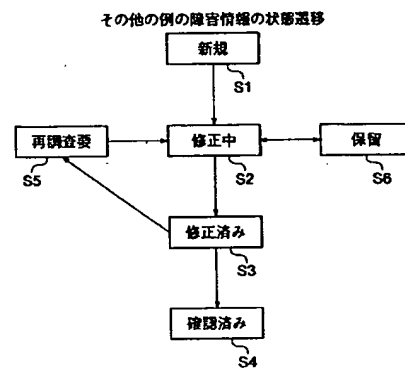 その他の例の障害情報の状態遷移
新規
S1
再調査要
修正中
保留
S5
S2
S6
修正済み
S3
確認済み
S4